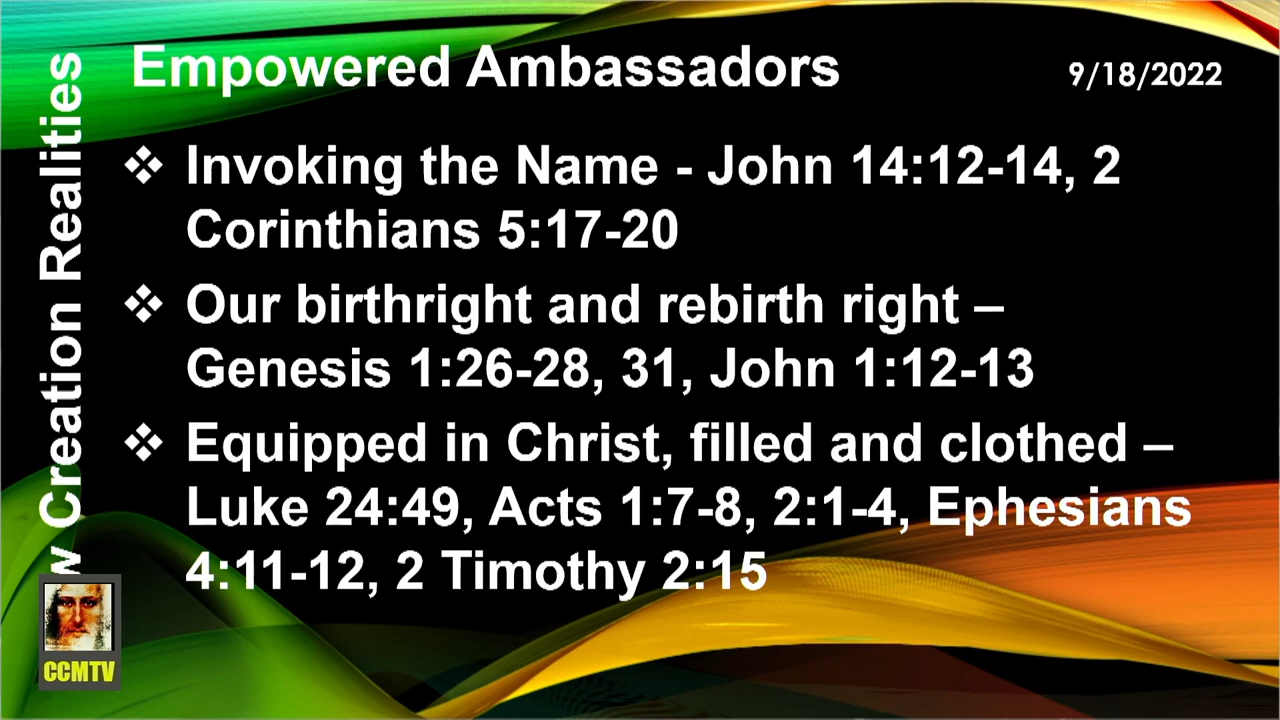 Empowered Ambassadors
9/18/2022
w Creation Realities
❖ Invoking the Name - John 14:12-14, 2
Corinthians 5:17-20
❖ Our birthright and rebirth right –
Genesis 1:26-28, 31, John 1:12-13
❖ Equipped in Christ, filled and clothed –
Luke 24:49, Acts 1:7-8, 2:1-4, Ephesians
4:11-12, 2 Timothy 2:15
CCMTV